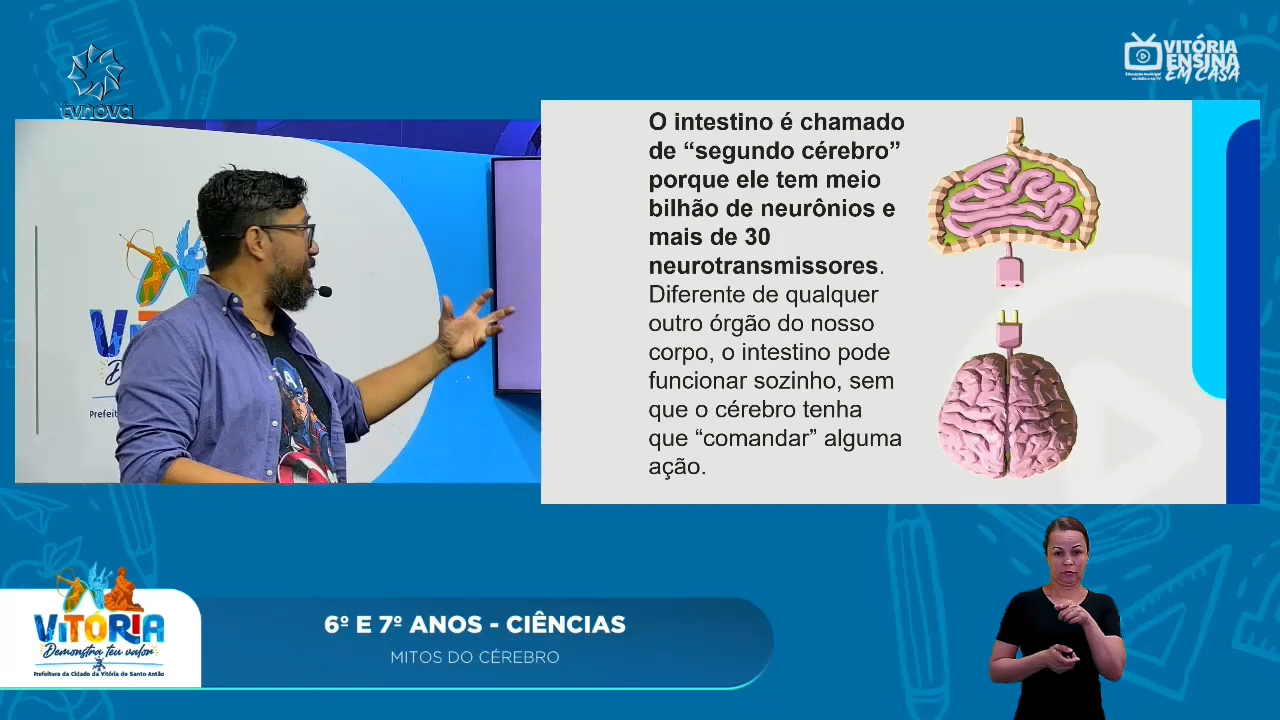 tvnova
VITÓRIA
ENSINA
EM CASA
O intestino é chamado
de “segundo cérebro”
porque ele tem meio
bilhão de neurônios e
mais de 30
neurotransmissores.
Diferente de qualquer
outro órgão do nosso
corpo, o intestino pode
funcionar sozinho, sem
que o cérebro tenha
que “comandar” alguma
ação.
VITÓRIA
Demonstra teu valor
Prefeitura da Cidade da Vitória de Santo Antão
6º E 7º ANOS - CIÊNCIAS
MITOS DO CÉREBRO